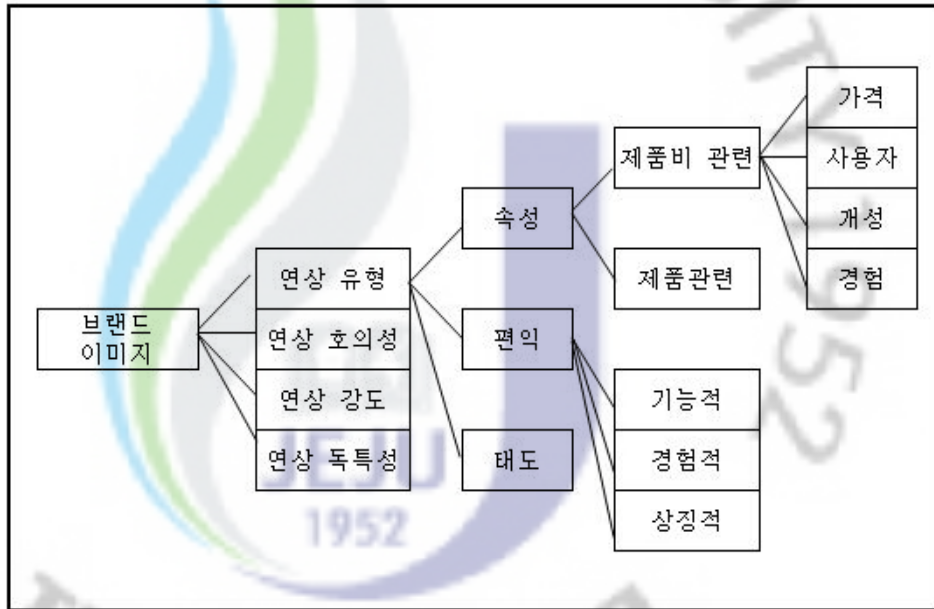 가격
제품비 관련
사용자
속성
개성
연상 유형
제품관련
경험
브랜드
이미지
연상 호의성
편익
연상 강도
기능적
연상 독특성
태도
경험적
상징적
JEJU
1952
ITY 1952